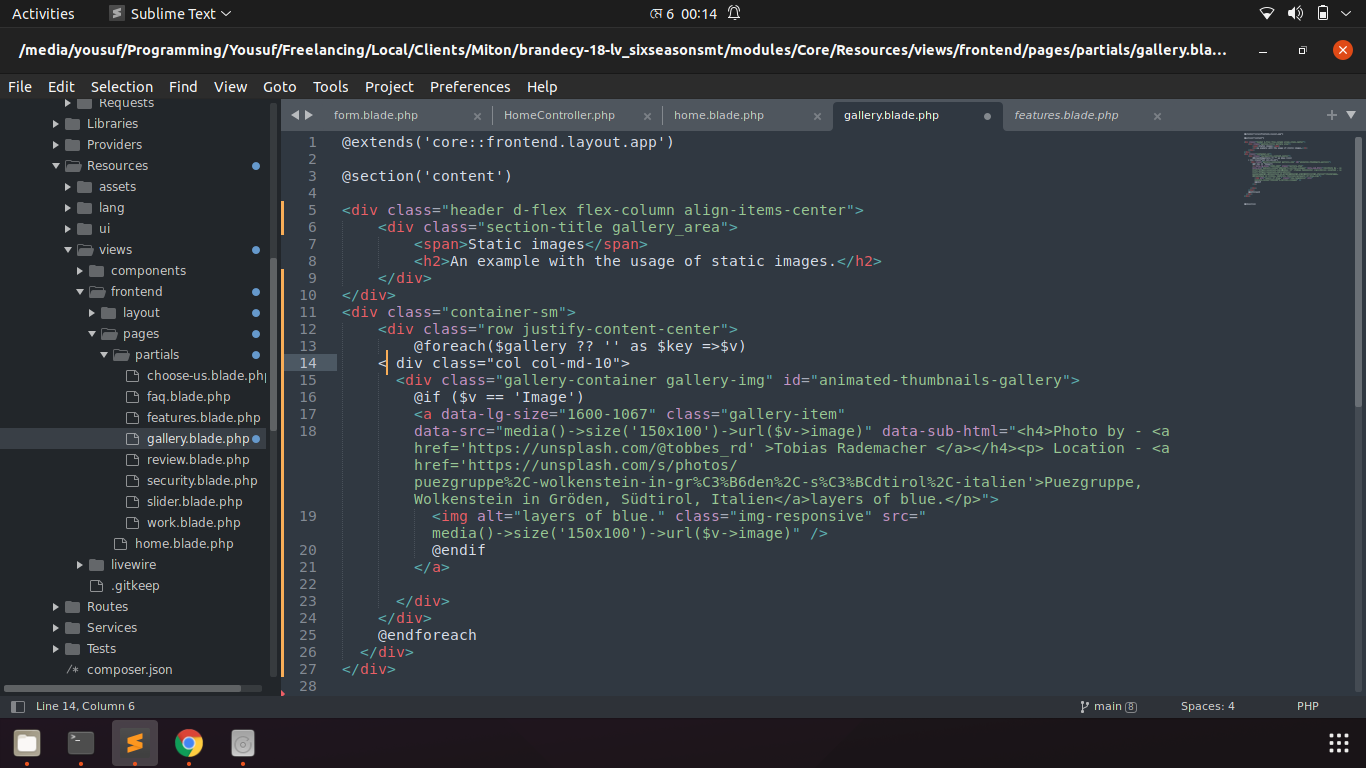 Activities
Sublime Text
মে 6 00:14
/media/yousuf/Programming/Yousuf/Freelancing/Local/Clients/Miton/brandecy-18-lv_sixseasonsmt/modules/Core/Resources/views/frontend/pages/partials/gallery.bla...
File Edit Selection Find View Goto Tools Project Preferences Help
Requests
Libraries
Providers
Resources
assets
lang
ui
views
components
frontend
layout
pages
partials
choose-us.blade.php
faq.blade.php
features.blade.php
gallery.blade.php
review.blade.php
security.blade.php
slider.blade.php
work.blade.php
home.blade.php
livewire
.gitkeep
Routes
Services
Tests
/* composer.json
form.blade.php × HomeController.php × home.blade.php × gallery.blade.php features.blade.php ×
1 @extends('core::frontend.layout.app')
2
3 @section('content')
4
5 <div class="header d-flex flex-column align-items-center">
6 <div class="section-title gallery_area">
7 <span>Static images</span>
8 <h2>An example with the usage of static images.</h2>
9 </div>
10 </div>
11 <div class="container-sm">
12 <div class="row justify-content-center">
13 @foreach($gallery ?? '' as $key =>$v)
14 < div class="col col-md-10">
15 <div class="gallery-container gallery-img" id="animated-thumbnails-gallery">
16 @if ($v == 'Image')
17 <a data-lg-size="1600-1067" class="gallery-item"
18 data-src="media()->size('150x100')->url($v->image)" data-sub-html="<h4>Photo by - <a
href='https://unsplash.com/@tobbes_rd' >Tobias Rademacher </a></h4><p> Location - <a
href='https://unsplash.com/s/photos/
puezgruppe%2C-wolkenstein-in-gr%C3%B6den%2C-s%C3%BCdtirol%2C-italien'>Puezgruppe,
Wolkenstein in Gröden, Südtirol, Italien</a>layers of blue.</p>">
19 <img alt="layers of blue." class="img-responsive" src="
media()->size('150x100')->url($v->image)" />
20 @endif
21 </a>
22
23 </div>
24 </div>
25 @endforeach
26 </div>
27 </div>
28
Line 14, Column 6
main 8
Spaces: 4
PHP